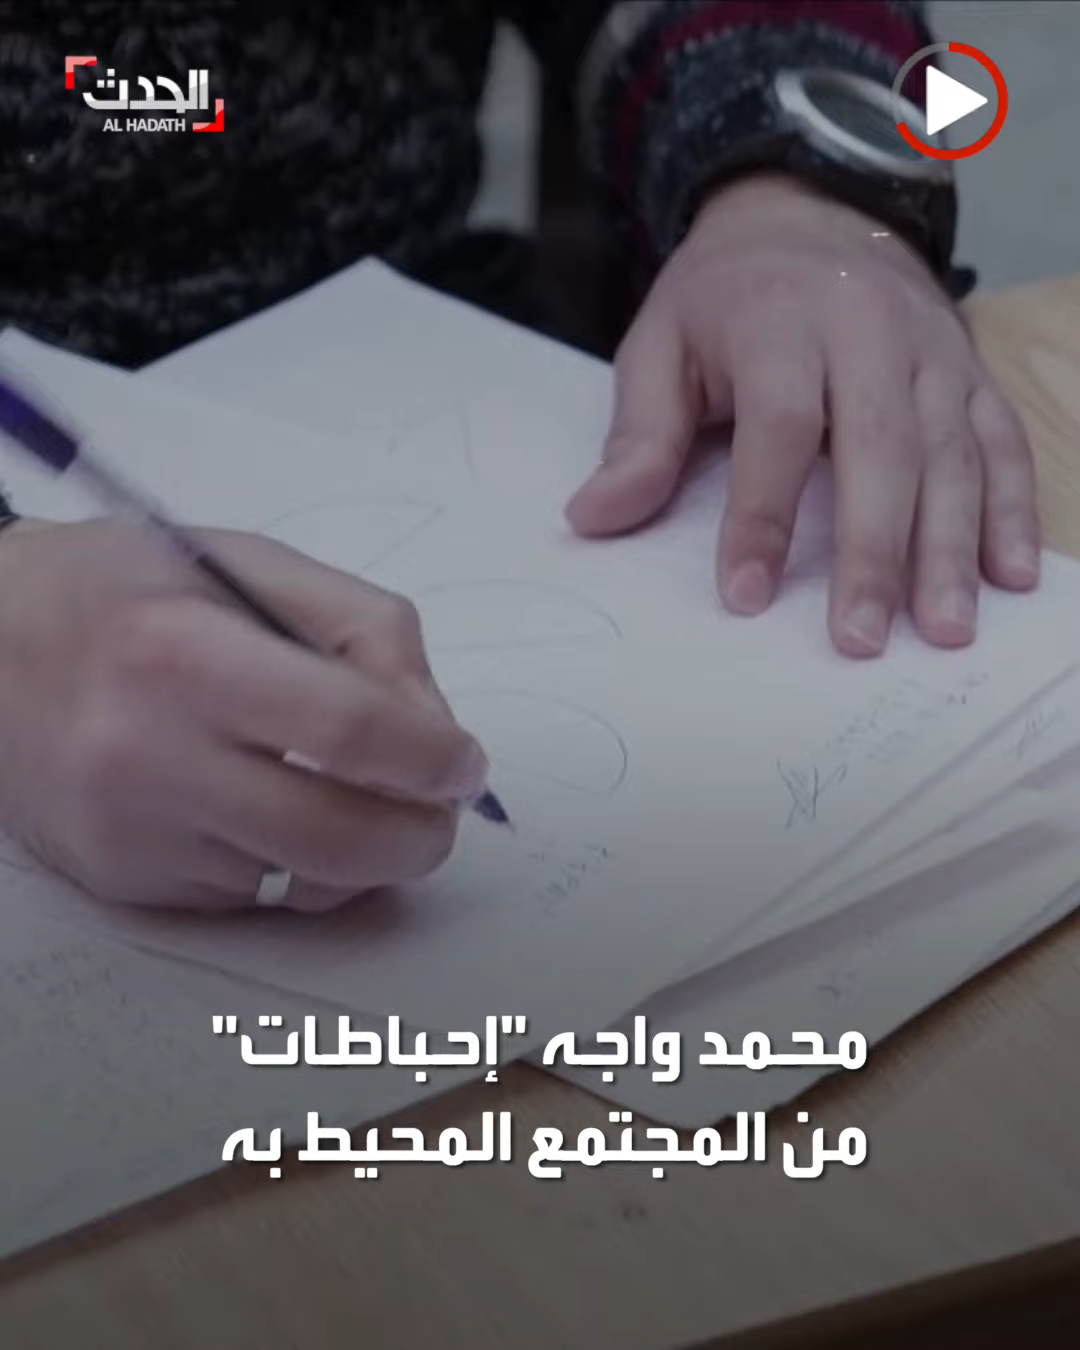 الحدث
AL HADATH
محمد واجه "إحباطات"
من المجتمع المحيط به